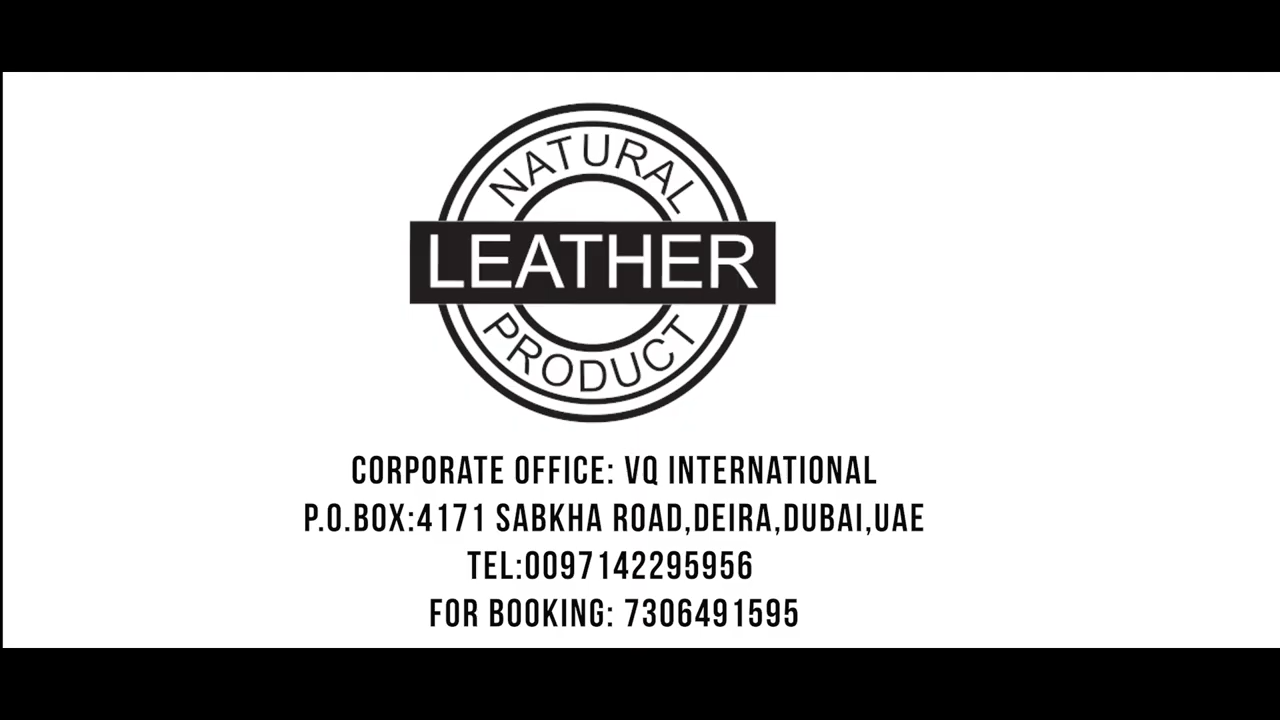 NATURAL
LEATHER
PRODUCT
CORPORATE OFFICE: VQ INTERNATIONAL
P.O.BOX:4171 SABKHA ROAD,DEIRA,DUBAI,UAE
TEL:0097142295956
FOR BOOKING: 7306491595